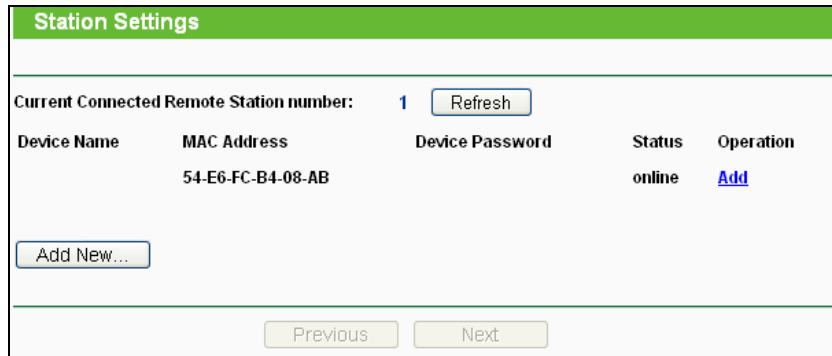 Station Settings
Current Connected Remote Station number: 1 Refresh
Device Name MAC Address Device Password Status Operation
54-E6-FC-B4-08-AB online Add
Add New...
Previous Next